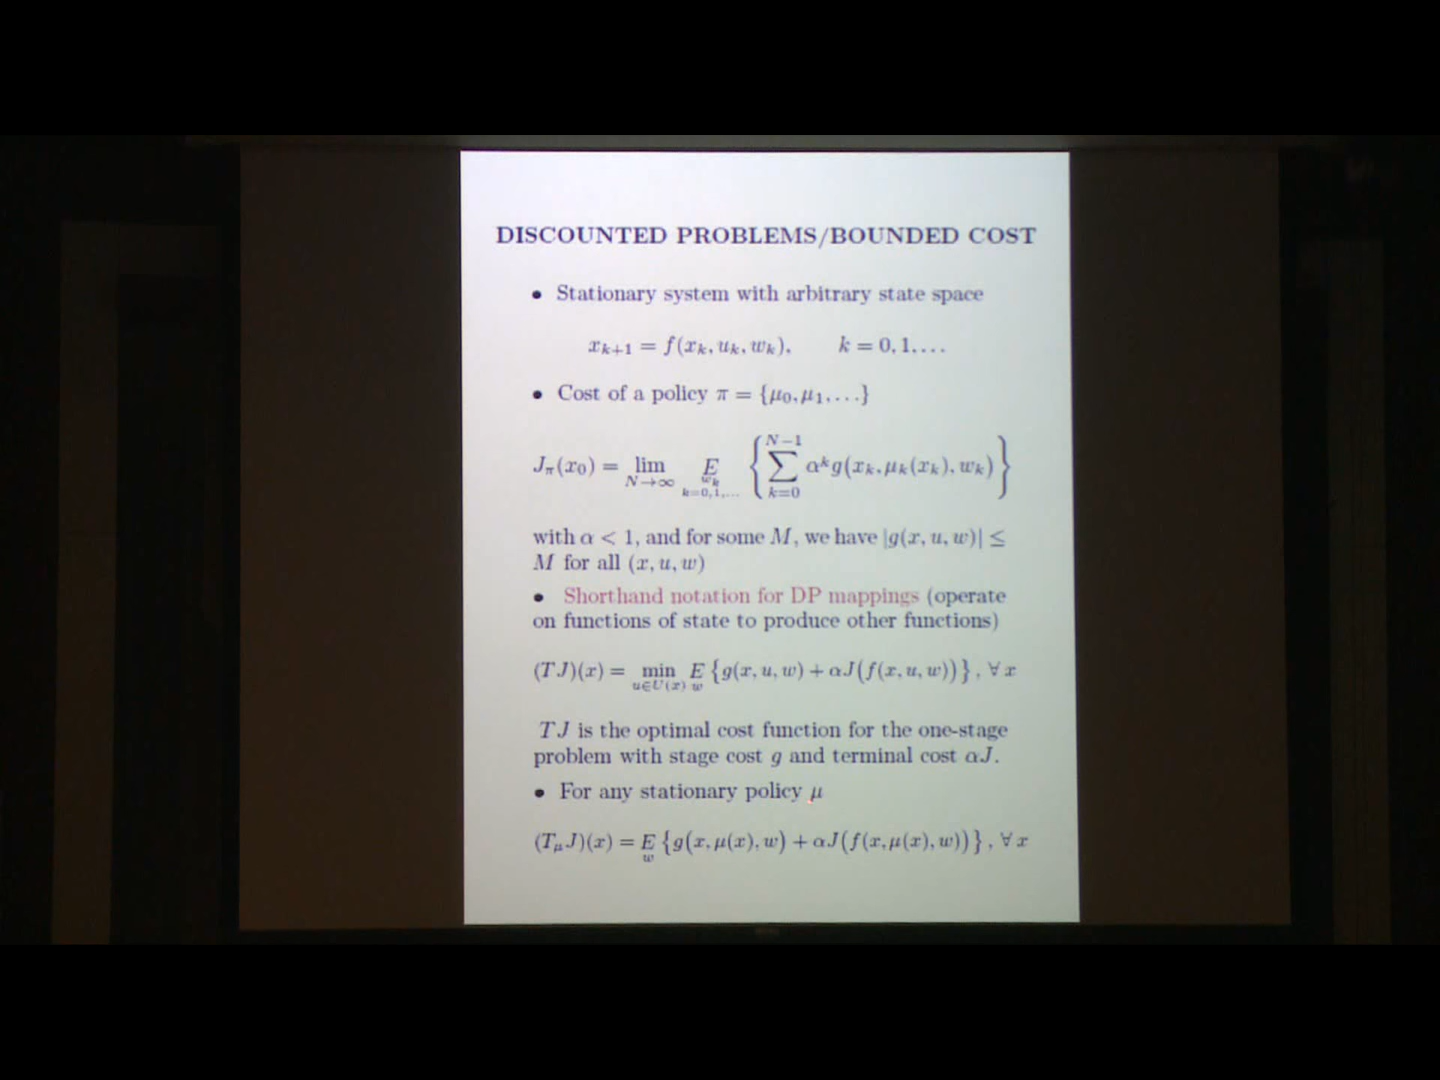 DISCOUNTED PROBLEMS/BOUNDED COST
• Stationary system with arbitrary state space
x_{k+1} = f(x_k, u_k, w_k), k = 0, 1, . . .
• Cost of a policy π = {μ_0, μ_1, . . .}
J_π(x_0) = lim_{N→∞} E_{w_k, k=0,1,...} { ∑_{k=0}^{N−1} α^k g(x_k, μ_k(x_k), w_k) }
with α < 1, and for some M, we have |g(x, u, w)| ≤
M for all (x, u, w)
• Shorthand notation for DP mappings (operate
on functions of state to produce other functions)
(TJ)(x) = min_{u∈U(x)} E_w {g(x, u, w) + αJ(f(x, u, w))}, ∀ x
TJ is the optimal cost function for the one-stage
problem with stage cost g and terminal cost αJ.
• For any stationary policy μ
(T_μJ)(x) = E_w {g(x, μ(x), w) + αJ(f(x, μ(x), w))}, ∀ x